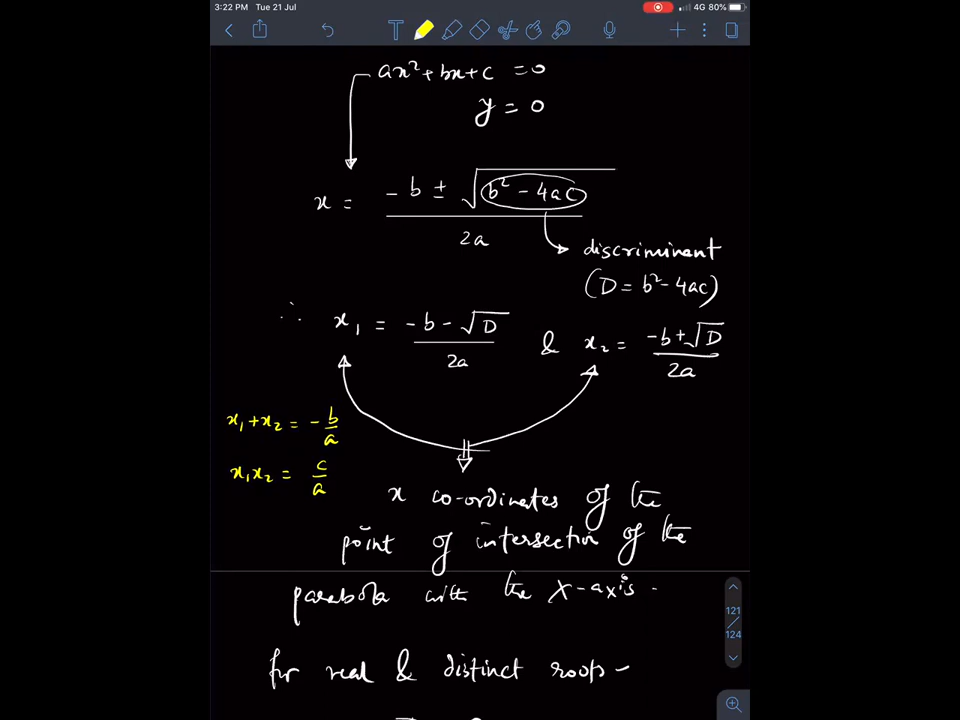 3:22 PM Tue 21 Jul
4G 80%
T
ax² + bx + c = 0
y = 0
x = (-b ± √(b² - 4ac)) / 2a
discriminant
(D = b² - 4ac)
∴ x₁ = (-b - √D) / 2a & x₂ = (-b + √D) / 2a
x₁ + x₂ = -b/a
x₁x₂ = c/a
x co-ordinates of the
point of intersection of the
parabola with the X-axis.
121
/
124
for real & distinct roots -